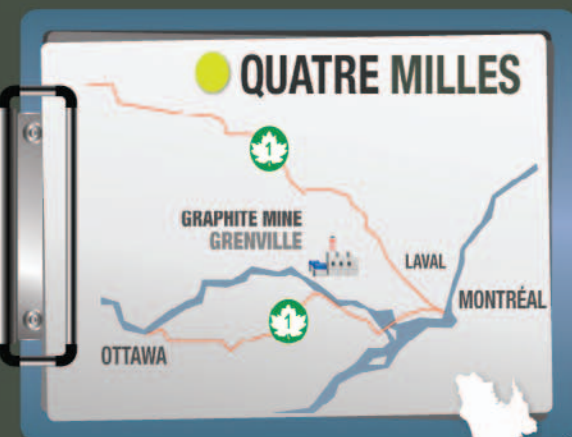 QUATRE MILLES
1
GRAPHITE MINE
GRENVILLE
LAVAL
MONTRÉAL
1
OTTAWA